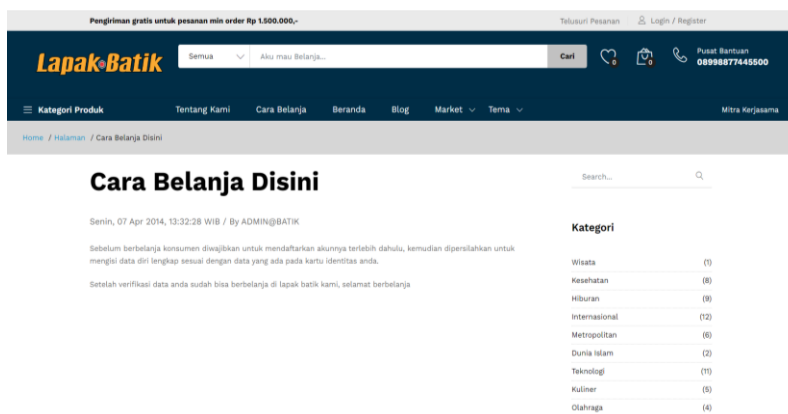 Pengiriman gratis untuk pesanan min order Rp 1.500.000,-
Telusuri Pesanan
Login / Register
Lapak Batik
Semua
Aku mau Belanja...
Cari
0
0
Pusat Bantuan
08998877445500
Kategori Produk
Tentang Kami
Cara Belanja
Beranda
Blog
Market
Tema
Mitra Kerjasama
Home / Halaman / Cara Belanja Disini
Cara Belanja Disini
Senin, 07 Apr 2014, 13:32:28 WIB / By ADMIN@BATIK
Sebelum berbelanja konsumen diwajibkan untuk mendaftarkan akunnya terlebih dahulu, kemudian dipersilahkan untuk
mengisi data diri lengkap sesuai dengan data yang ada pada kartu identitas anda.
Setelah verifikasi data anda sudah bisa berbelanja di lapak batik kami, selamat berbelanja
Search...
Kategori
Wisata (1)
Kesehatan (8)
Hiburan (9)
Internasional (12)
Metropolitan (6)
Dunia Islam (2)
Teknologi (11)
Kuliner (5)
Olahraga (4)